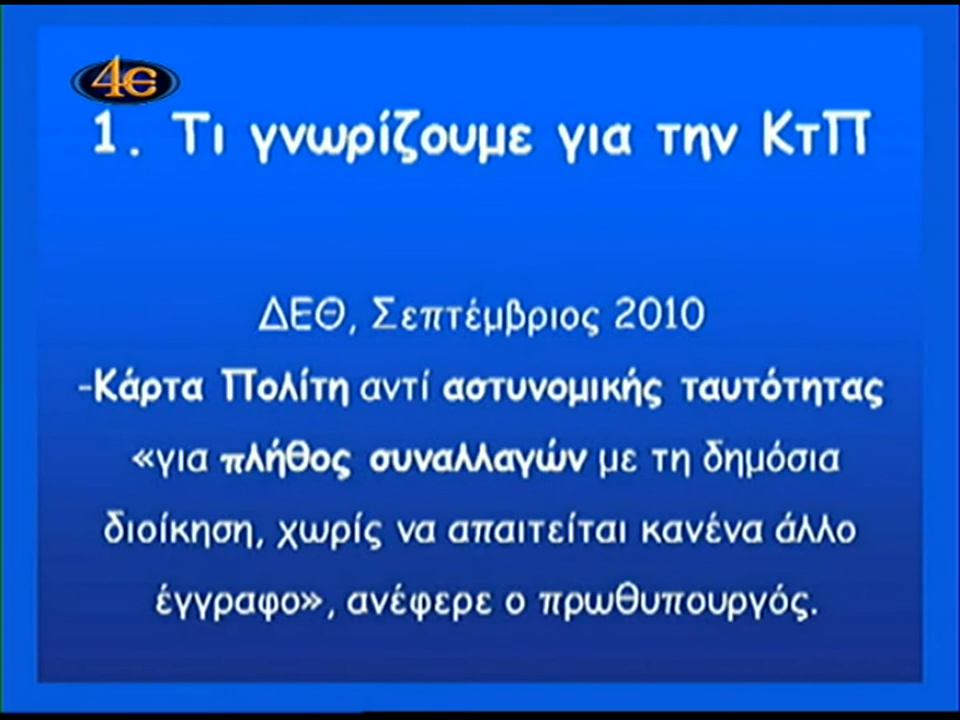 4ε
1. Τι γνωρίζουμε για την ΚτΠ
ΔΕΘ, Σεπτέμβριος 2010
-Κάρτα Πολίτη αντί αστυνομικής ταυτότητας
«για πλήθος συναλλαγών με τη δημόσια
διοίκηση, χωρίς να απαιτείται κανένα άλλο
έγγραφο», ανέφερε ο πρωθυπουργός.